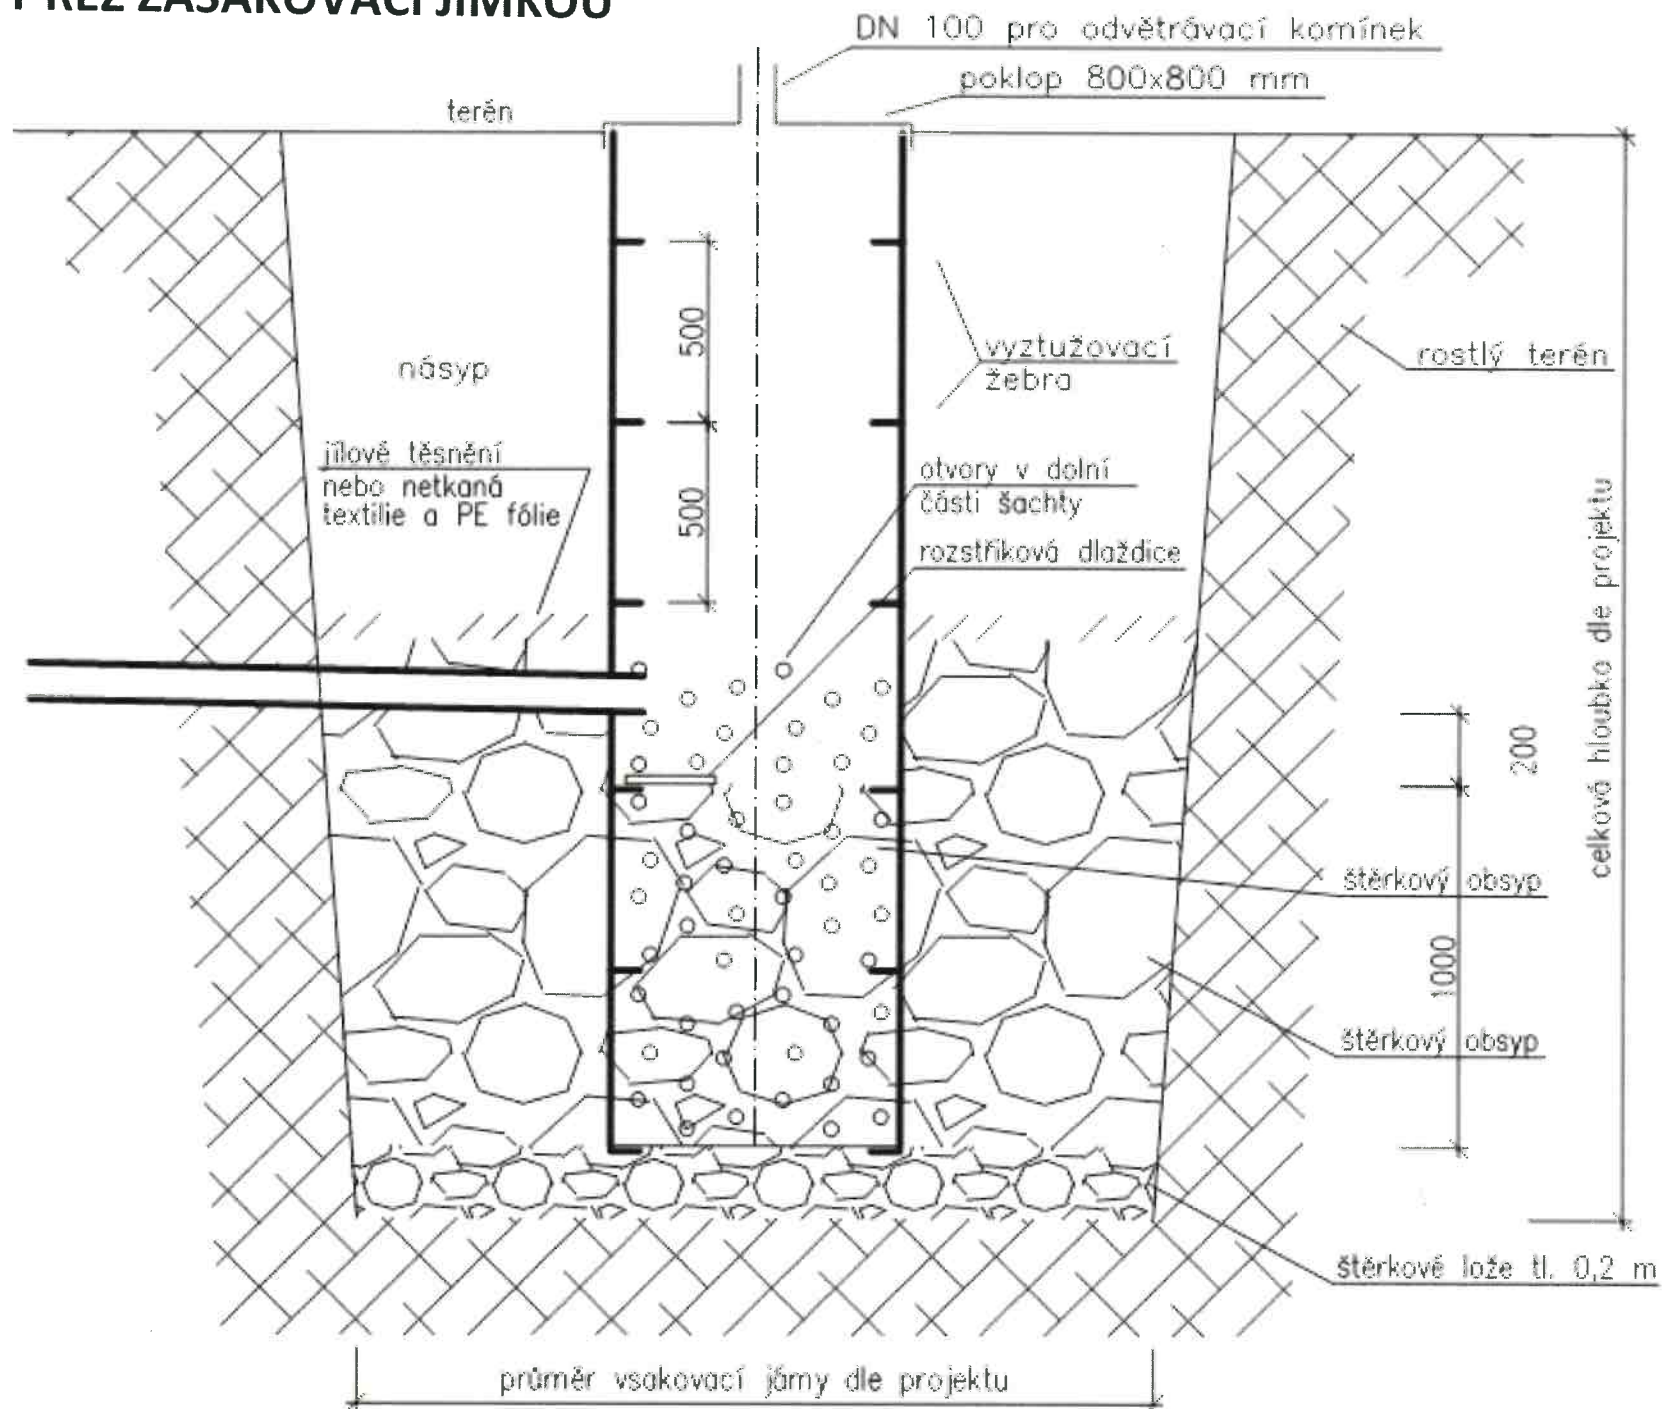 ŘEZ ZASAKOVACÍ JÍMKOU
DN 100 pro odvětrávací komínek
poklop 800x800 mm
terén
500
vyztužovací
žebra
rostlý terén
násyp
jílové těsnění
nebo netkaná
textilie a PE fólie
500
otvory v dolní
části šachty
rozstřiková dlaždice
celková hloubka dle projektu
200
štěrkový obsyp
1000
štěrkový obsyp
štěrkové lože tl. 0,2 m
průměr vsakovací jámy dle projektu